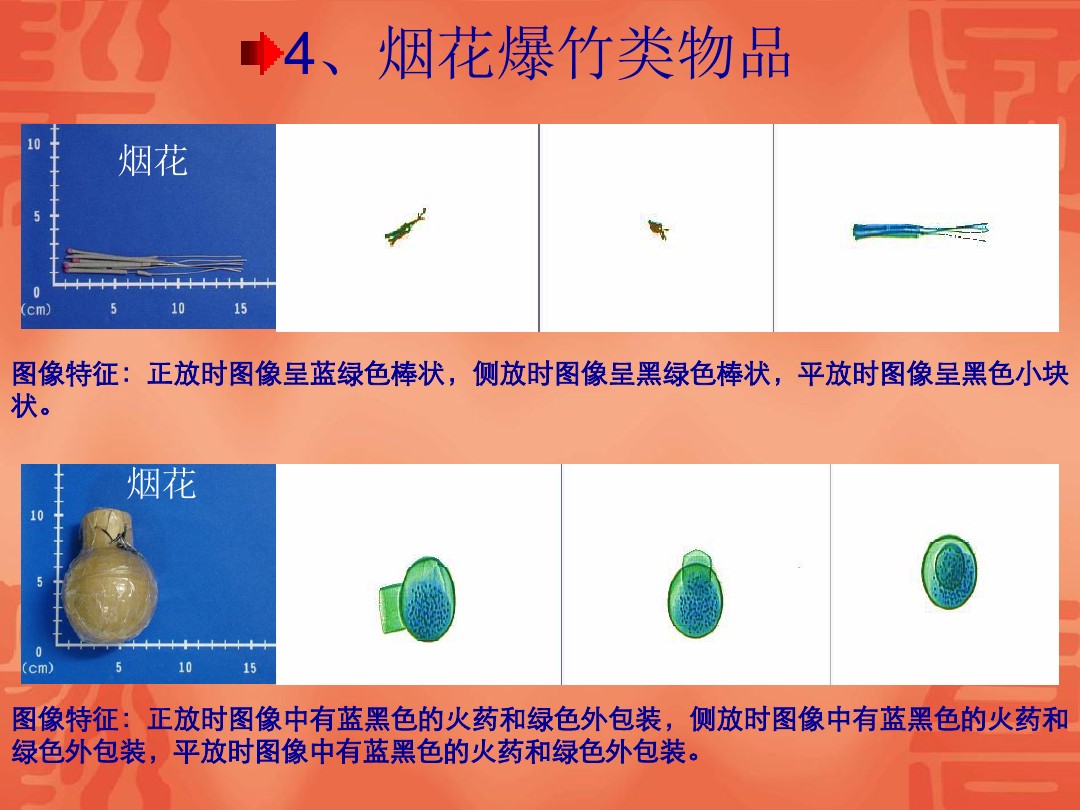 4、烟花爆竹类物品
烟花
10
5
0
(cm)
5
10
15
图像特征：正放时图像呈蓝绿色棒状，侧放时图像呈黑绿色棒状，平放时图像呈黑色小块
状。
烟花
10
5
0
(cm)
5
10
15
图像特征：正放时图像中有蓝黑色的火药和绿色外包装，侧放时图像中有蓝黑色的火药和
绿色外包装，平放时图像中有蓝黑色的火药和绿色外包装。